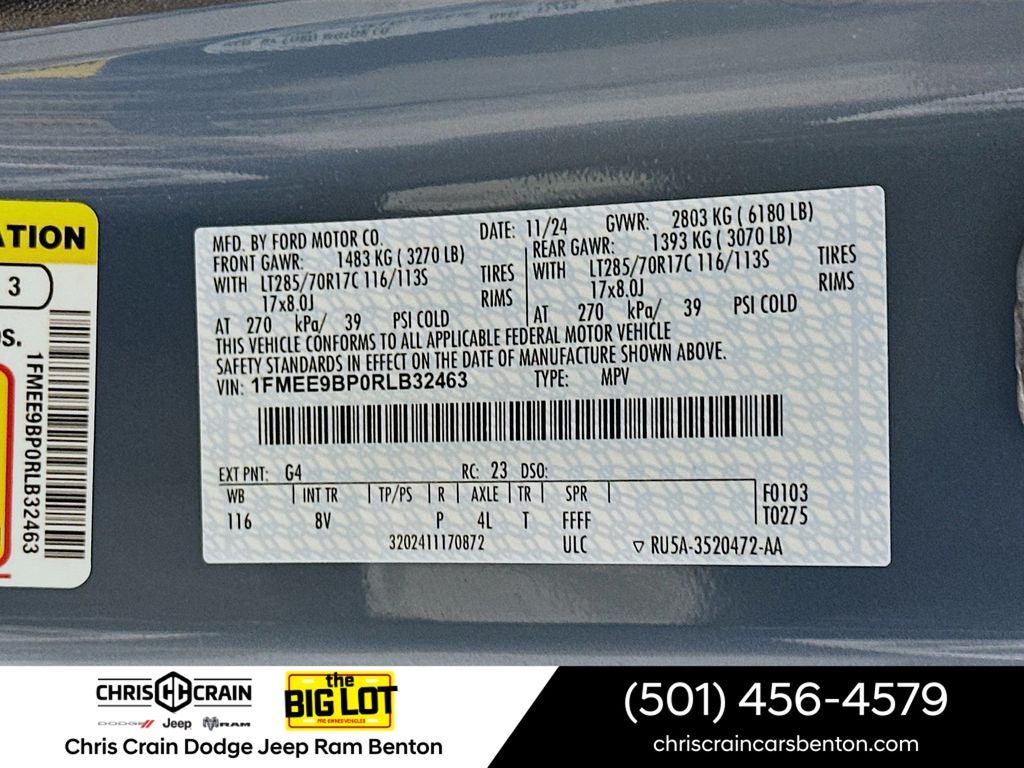 MFD. BY FORD MOTOR CO.
DATE: 11/24 GVWR: 2803 KG ( 6180 LB)
FRONT GAWR: 1483 KG ( 3270 LB)
WITH LT285/70R17C 116/113S TIRES
17x8.0J RIMS
AT 270 kPa/ 39 PSI COLD
REAR GAWR: 1393 KG ( 3070 LB)
WITH LT285/70R17C 116/113S TIRES
17x8.0J RIMS
AT 270 kPa/ 39 PSI COLD
THIS VEHICLE CONFORMS TO ALL APPLICABLE FEDERAL MOTOR VEHICLE
SAFETY STANDARDS IN EFFECT ON THE DATE OF MANUFACTURE SHOWN ABOVE.
VIN: 1FMEE9BP0RLB32463 TYPE: MPV
EXT PNT: G4 RC: 23 DSO:
WB INT TR TP/PS R AXLE TR SPR F0103
116 8V P 4L T FFFF T0275
3202411170872 ULC RU5A-3520472-AA
ATION
3
S.
1FMEE9BP0RLB32463
CHRIS CRAIN
DODGE Jeep RAM
the
BIG LOT
PRE-OWNED VEHICLES
Chris Crain Dodge Jeep Ram Benton
(501) 456-4579
chriscraincarsbenton.com